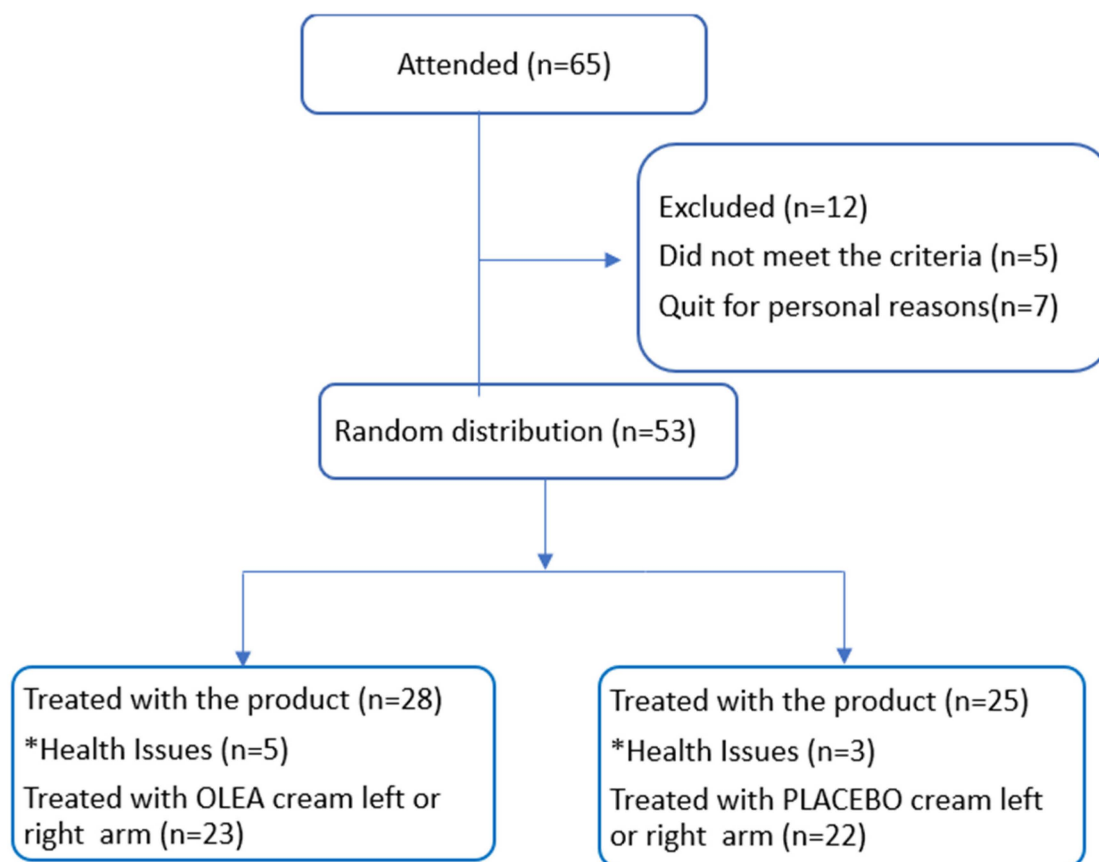 Attended (n=65)
Excluded (n=12)
Did not meet the criteria (n=5)
Quit for personal reasons(n=7)
Random distribution (n=53)
Treated with the product (n=28)
*Health Issues (n=5)
Treated with OLEA cream left or
right arm (n=23)
Treated with the product (n=25)
*Health Issues (n=3)
Treated with PLACEBO cream left
or right arm (n=22)